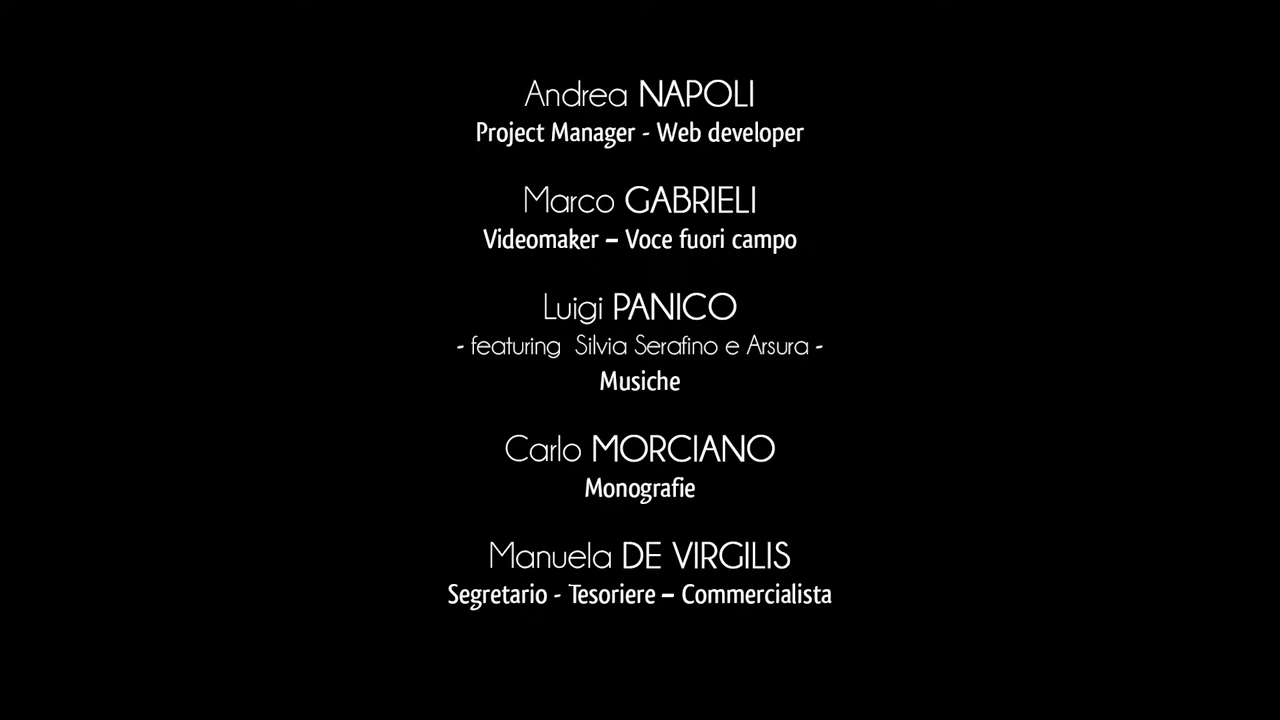 Andrea NAPOLI
Project Manager - Web developer
Marco GABRIELI
Videomaker – Voce fuori campo
Luigi PANICO
- featuring Silvia Serafino e Arsura -
Musiche
Carlo MORCIANO
Monografie
Manuela DE VIRGILIS
Segretario - Tesoriere – Commercialista